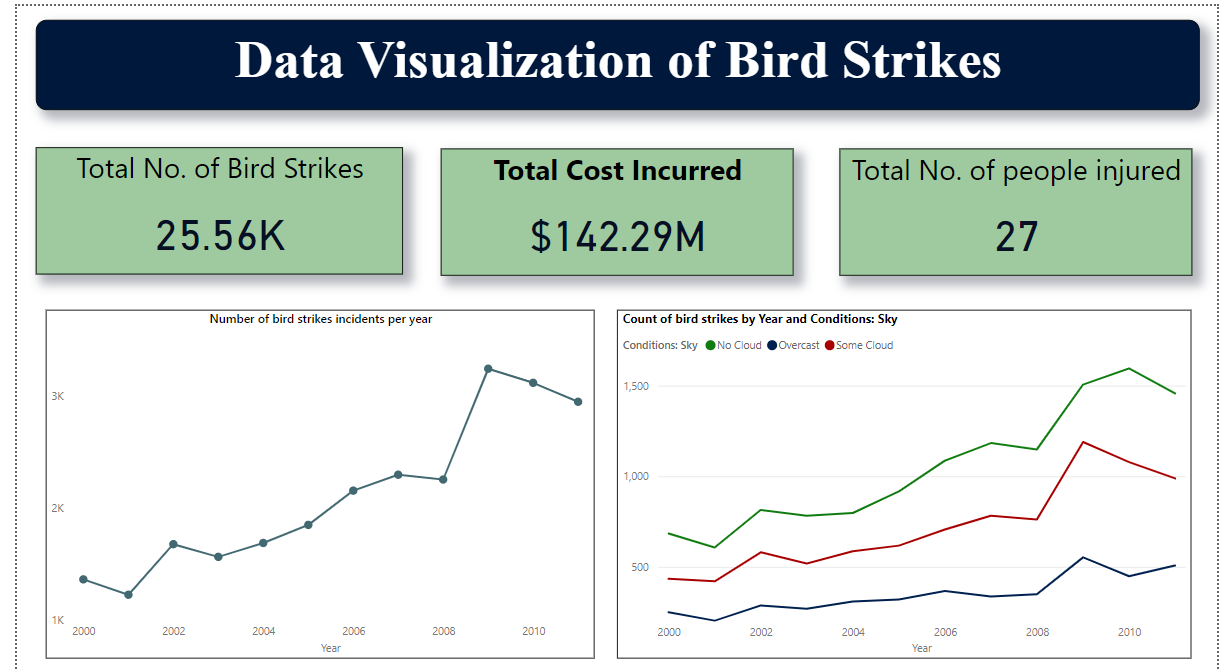 Data Visualization of Bird Strikes
Total No. of Bird Strikes
25.56K
Total Cost Incurred
$142.29M
Total No. of people injured
27
Number of bird strikes incidents per year
3K
2K
1K
2000 2002 2004 2006 2008 2010
Year
Count of bird strikes by Year and Conditions: Sky
Conditions: Sky No Cloud Overcast Some Cloud
1,500
1,000
500
2000 2002 2004 2006 2008 2010
Year